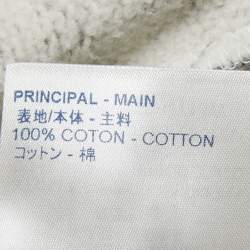 PRINCIPAL - MAIN
表地/本体 - 主料
100% COTON - COTTON
コットン - 棉